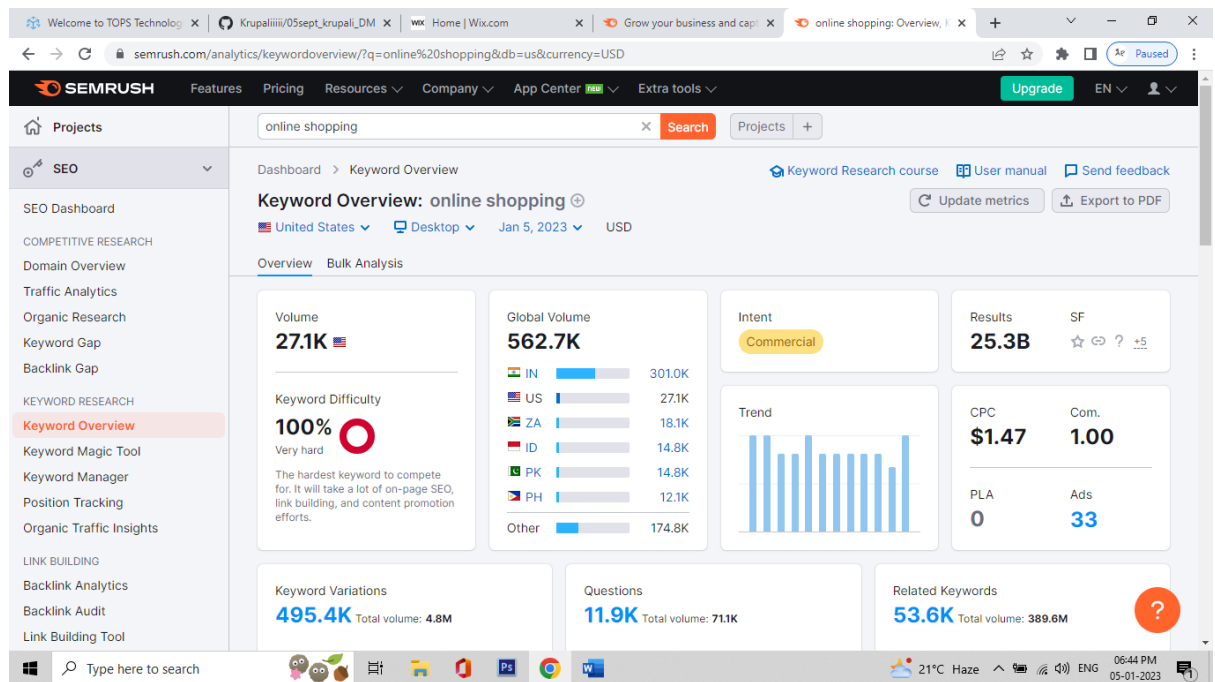 Welcome to TOPS Technolog
Krupaliiiii/05sept_krupali_DM
WIX Home | Wix.com
Grow your business and capt
online shopping: Overview,
semrush.com/analytics/keywordoverview/?q=online%20shopping&db=us&currency=USD
Paused
SEMRUSH
Features
Pricing
Resources
Company
App Center NEW
Extra tools
Upgrade
EN
Projects
online shopping
Search
Projects +
SEO
Dashboard > Keyword Overview
Keyword Research course
User manual
Send feedback
SEO Dashboard
Keyword Overview: online shopping
Update metrics
Export to PDF
United States
Desktop
Jan 5, 2023
USD
COMPETITIVE RESEARCH
Domain Overview
Traffic Analytics
Organic Research
Keyword Gap
Backlink Gap
KEYWORD RESEARCH
Keyword Overview
Keyword Magic Tool
Keyword Manager
Position Tracking
Organic Traffic Insights
LINK BUILDING
Backlink Analytics
Backlink Audit
Link Building Tool
Overview
Bulk Analysis
Volume
27.1K
Keyword Difficulty
100%
Very hard
The hardest keyword to compete
for. It will take a lot of on-page SEO,
link building, and content promotion
efforts.
Global Volume
562.7K
IN 301.0K
US 27.1K
ZA 18.1K
ID 14.8K
PK 14.8K
PH 12.1K
Other 174.8K
Intent
Commercial
Trend
Results
25.3B
SF
+5
CPC
$1.47
Com.
1.00
PLA
0
Ads
33
Keyword Variations
495.4K Total volume: 4.8M
Questions
11.9K Total volume: 71.1K
Related Keywords
53.6K Total volume: 389.6M
?
Type here to search
Ps
W
21°C Haze
ENG
06:44 PM
05-01-2023
1